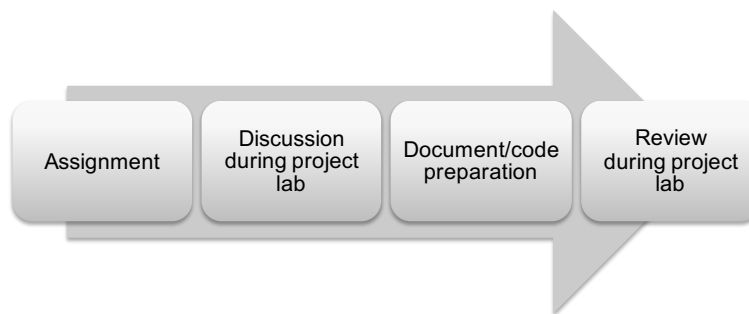 Assignment
Discussion
during project
lab
Document/code
preparation
Review
during project
lab